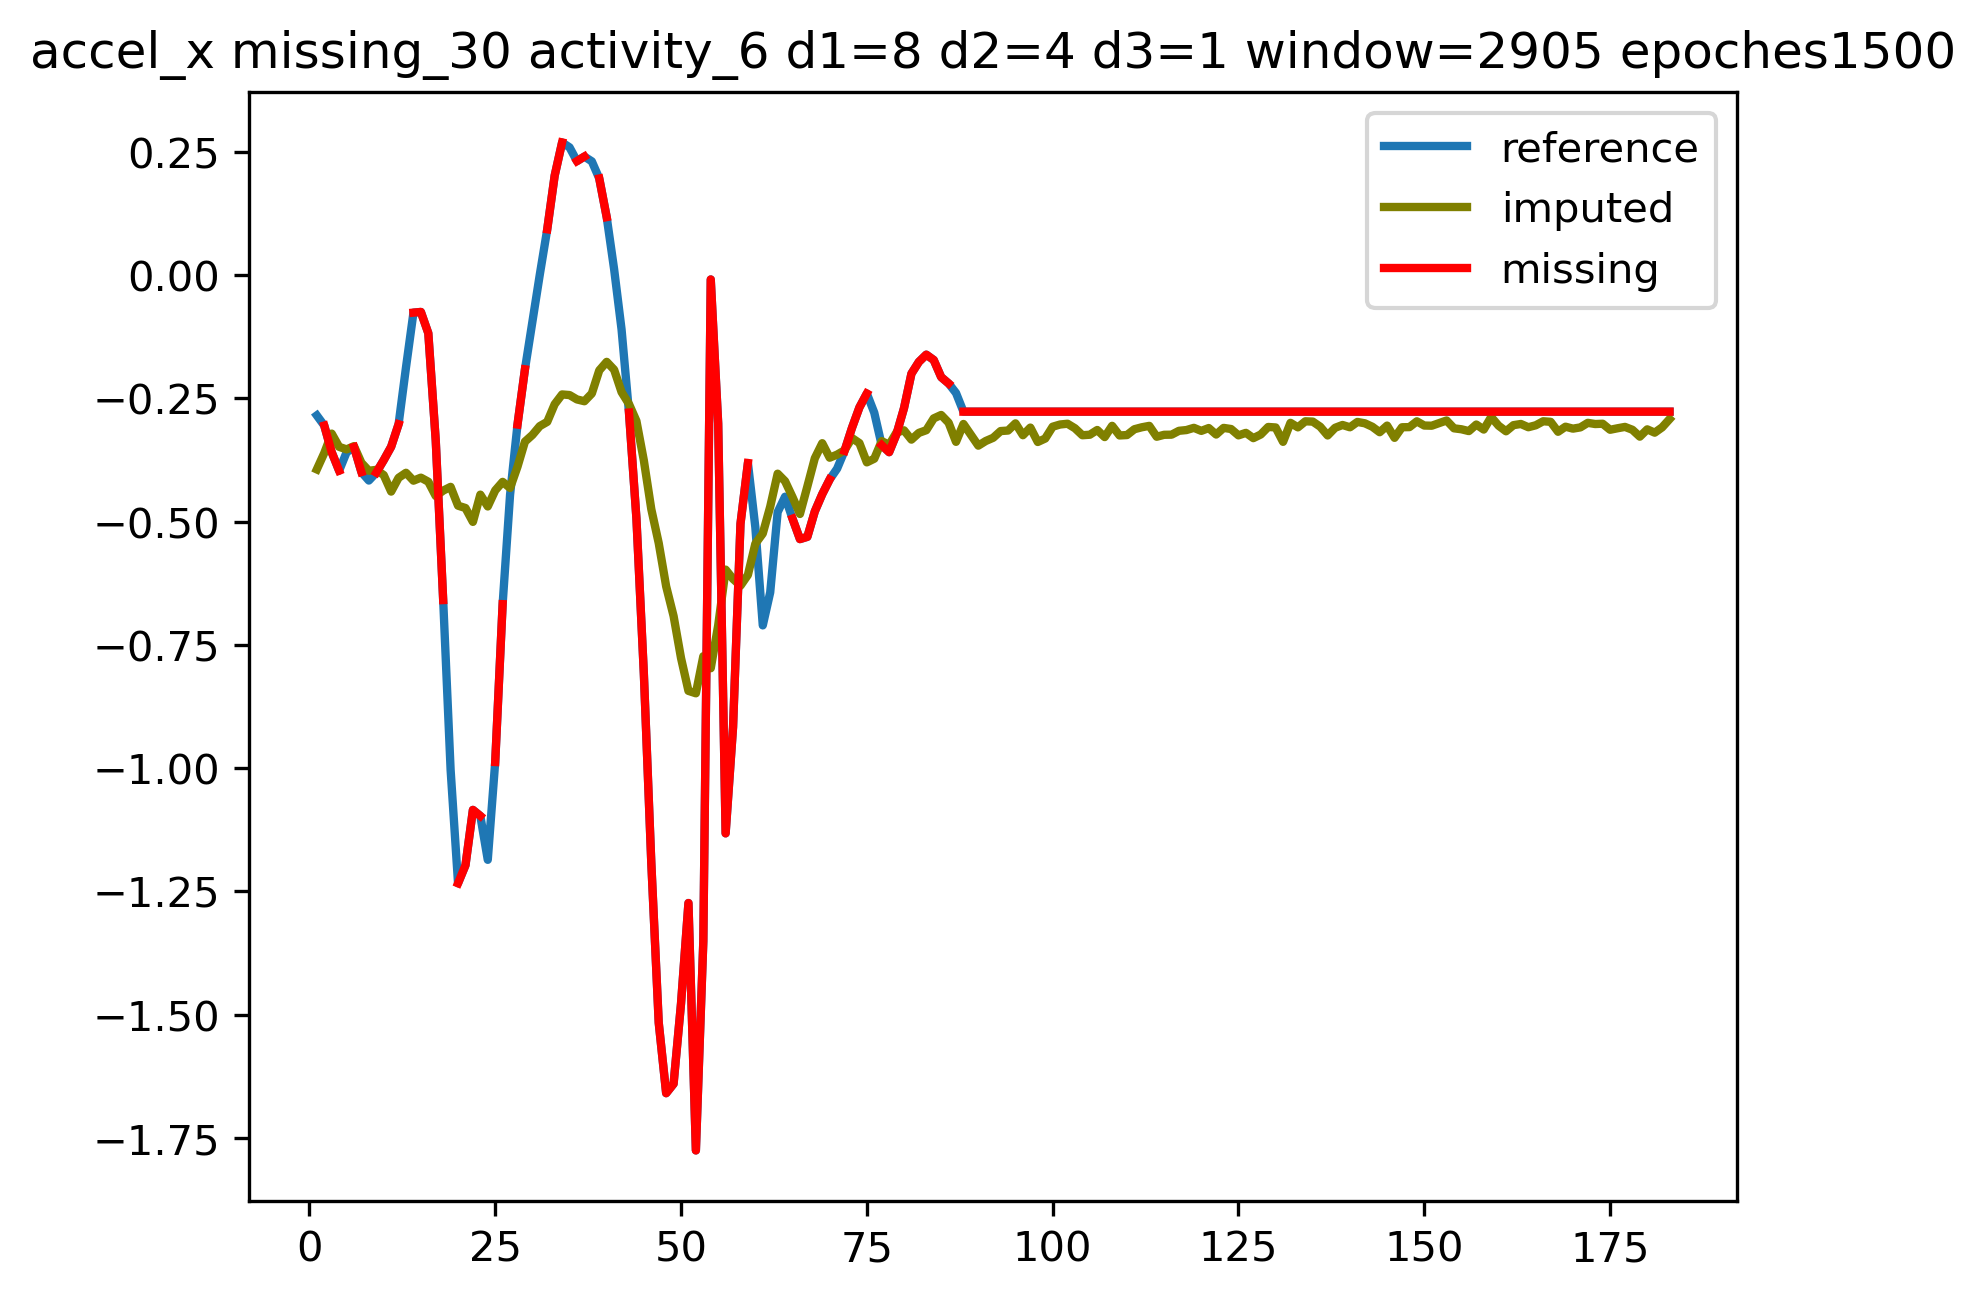 accel_x missing_30 activity_6 d1=8 d2=4 d3=1 window=2905 epoches1500
reference
imputed
missing
0.25
0.00
−0.25
−0.50
−0.75
−1.00
−1.25
−1.50
−1.75
0 25 50 75 100 125 150 175